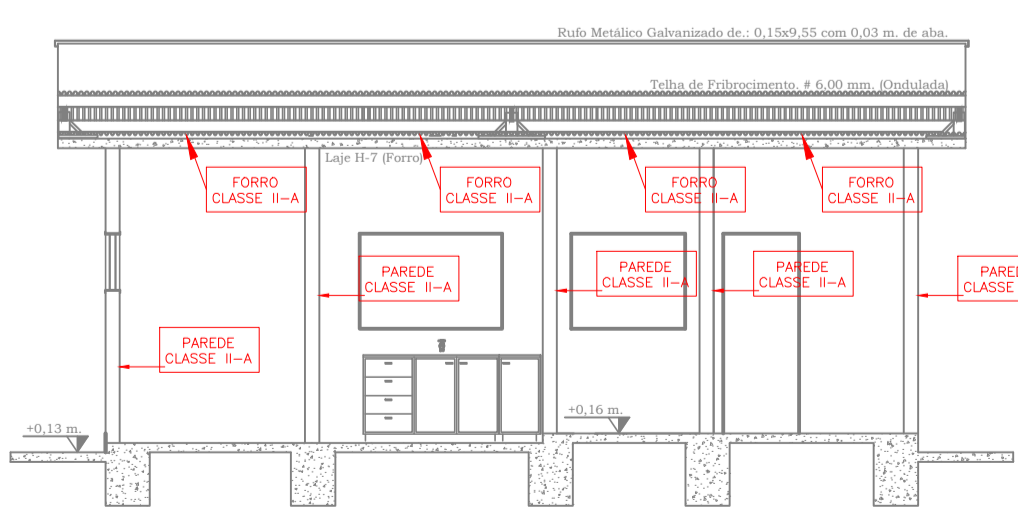 Rufo Metálico Galvanizado de.: 0,15x9,55 com 0,03 m. de aba.
Telha de Fribrocimento. # 6,00 mm. (Ondulada)
Laje H-7 (Forro)
FORRO
CLASSE II-A
FORRO
CLASSE II-A
FORRO
CLASSE II-A
FORRO
CLASSE II-A
PAREDE
CLASSE II-A
PAREDE
CLASSE II-A
PAREDE
CLASSE II-A
PARED
CLASSE
PAREDE
CLASSE II-A
+0,13 m.
+0,16 m.